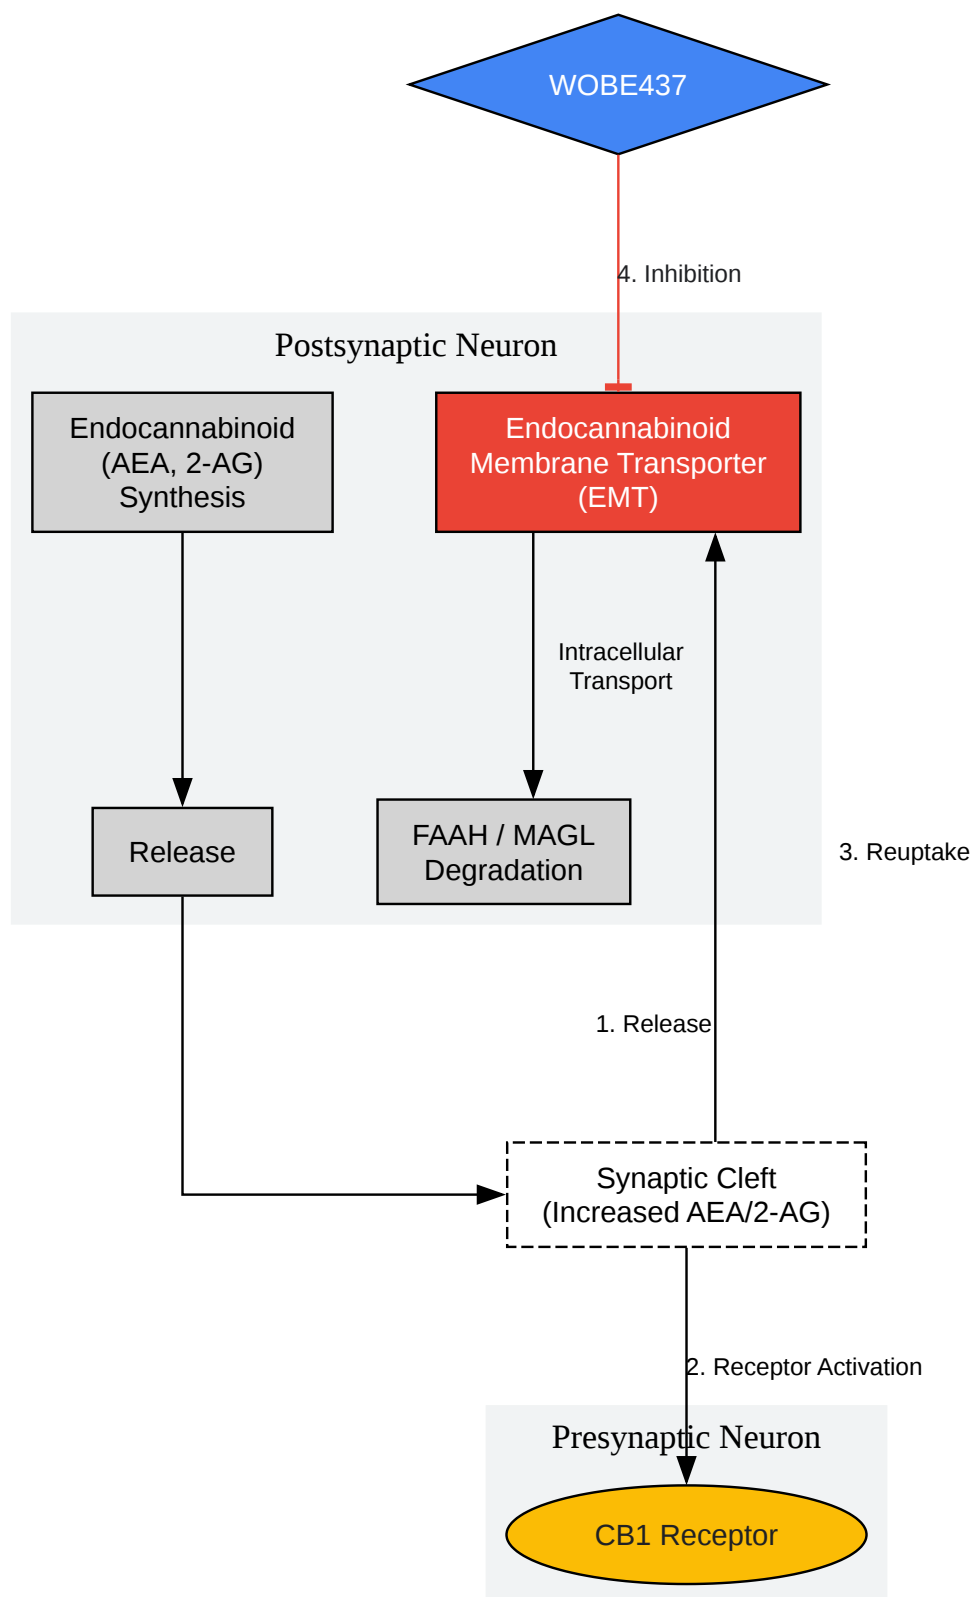 WOBE437
4. Inhibition
Postsynaptic Neuron
Endocannabinoid
(AEA, 2-AG)
Synthesis
Endocannabinoid
Membrane Transporter
(EMT)
Intracellular
Transport
Release
FAAH / MAGL
Degradation
3. Reuptake
1. Release
Synaptic Cleft
(Increased AEA/2-AG)
2. Receptor Activation
Presynaptic Neuron
CB1 Receptor